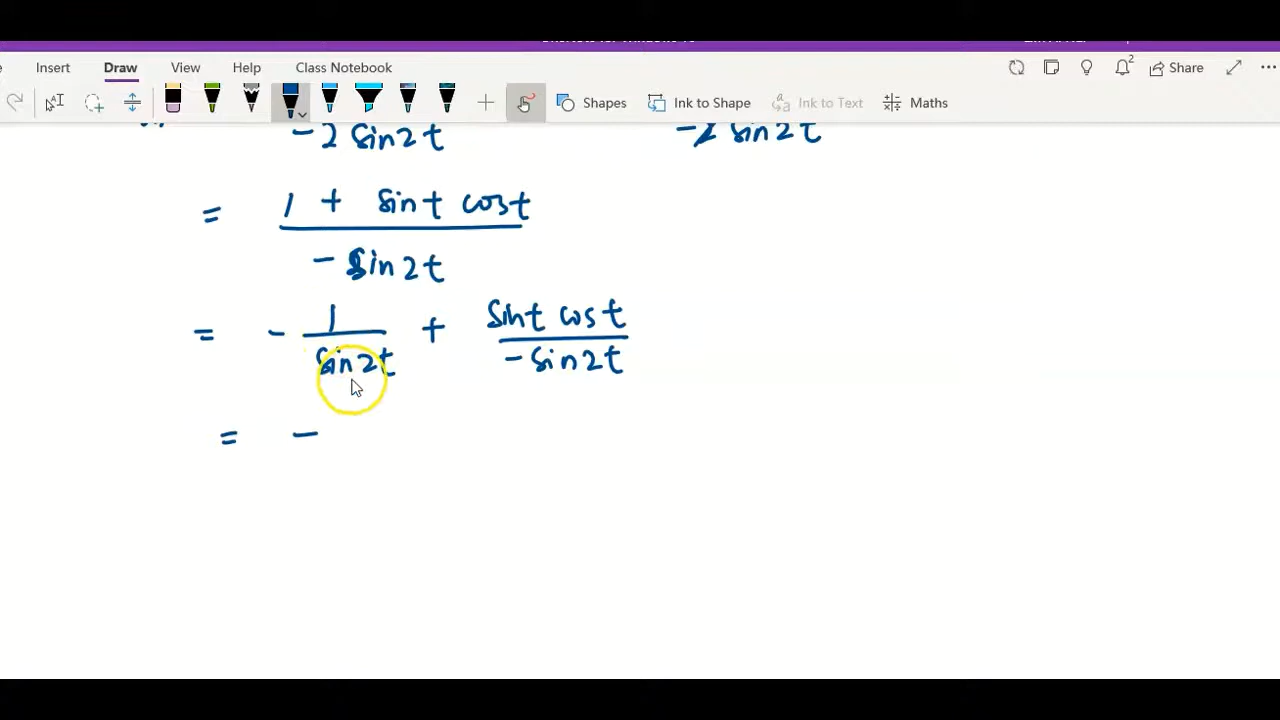 Insert Draw View Help Class Notebook Share
Shapes Ink to Shape Ink to Text Maths
-2 sin2t -2 sin2t
= 1 + sint cost
- sin2t
= - 1 + sint cost
sin2t - sin2t
= -